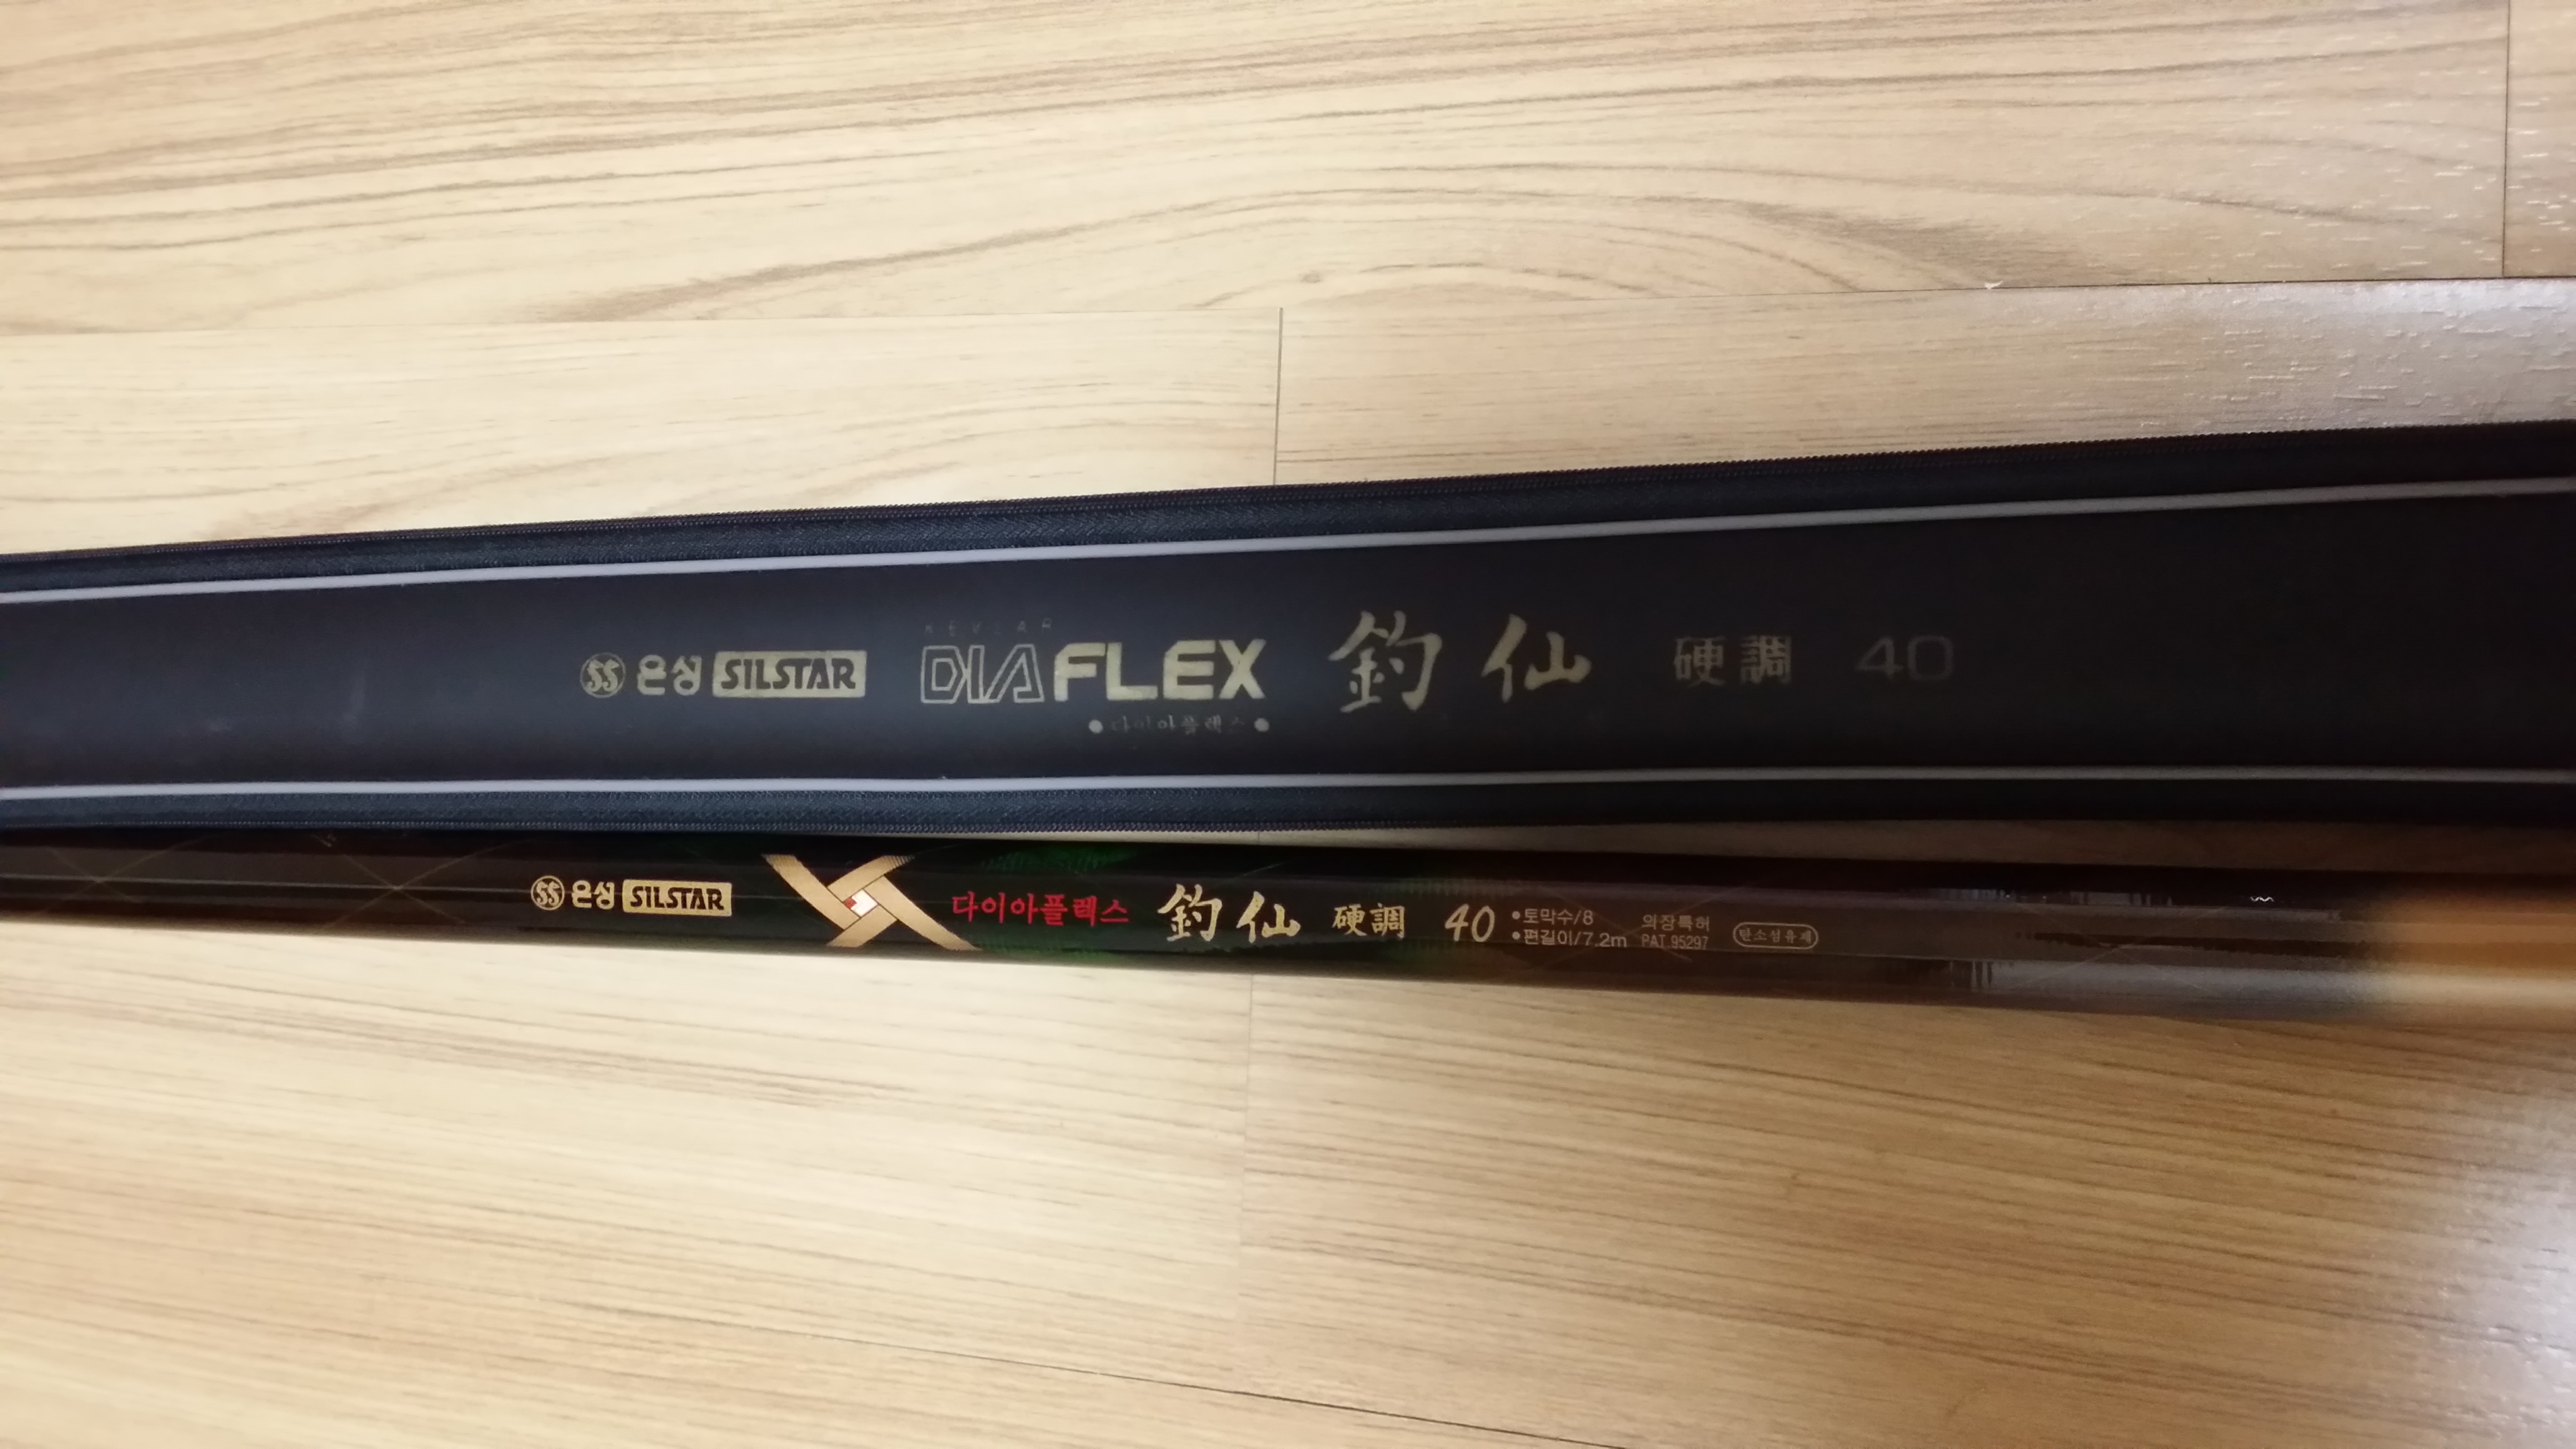 KEVLAR
SS 은성 SILSTAR DIAFLEX 釣仙 硬調 40
●다이아플렉스●
SS 은성 SILSTAR 다이아플렉스 釣仙 硬調 40
●토막수/8
●편길이/7.2m
의장특허
PAT.95297
탄소섬유제